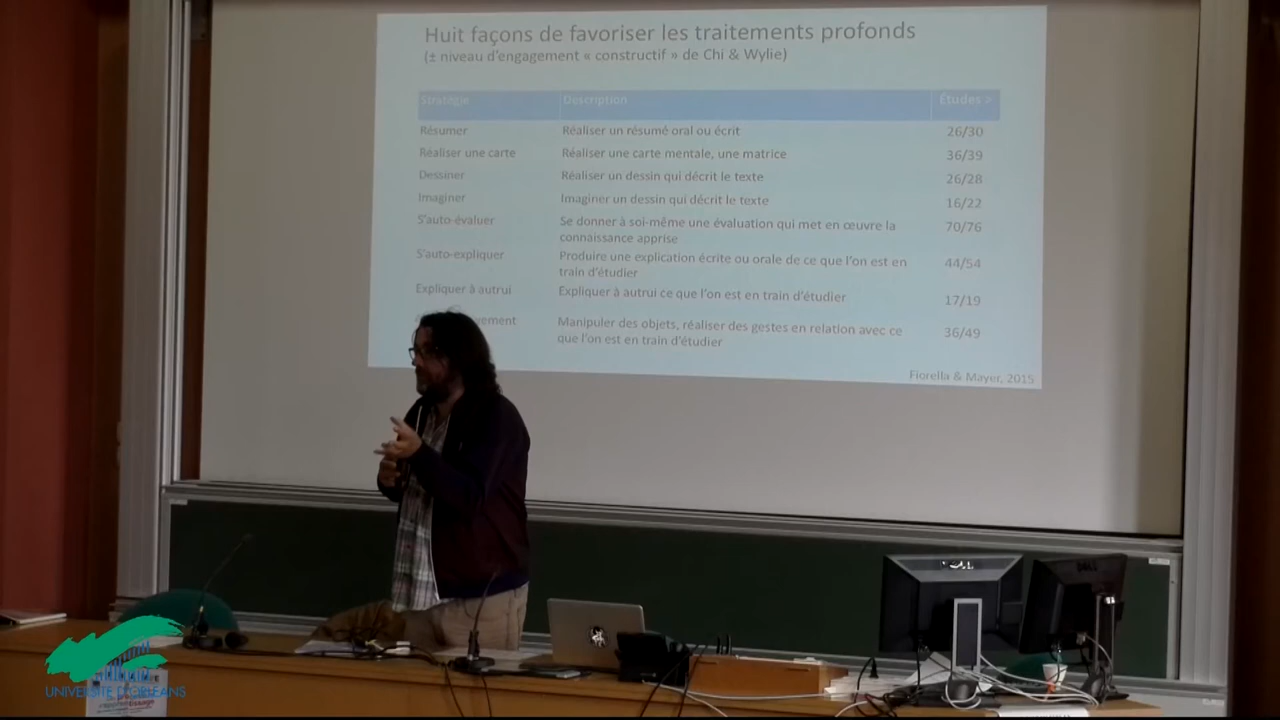 Huit façons de favoriser les traitements profonds
(± niveau d'engagement « constructif » de Chi & Wylie)
Stratégie Description Études >
Résumer Réaliser un résumé oral ou écrit 26/30
Réaliser une carte Réaliser une carte mentale, une matrice 36/39
Dessiner Réaliser un dessin qui décrit le texte 26/28
Imaginer Imaginer un dessin qui décrit le texte 16/22
S'auto-évaluer Se donner à soi-même une évaluation qui met en œuvre la 70/76
connaissance apprise
S'auto-expliquer Produire une explication écrite ou orale de ce que l'on est en 44/54
train d'étudier
Expliquer à autrui Expliquer à autrui ce que l'on est en train d'étudier 17/19
Manipuler des objets, réaliser des gestes en relation avec ce 36/49
que l'on est en train d'étudier
Fiorella & Mayer, 2015
DELL
DELL
UNIVERSITÉ D'ORLÉANS